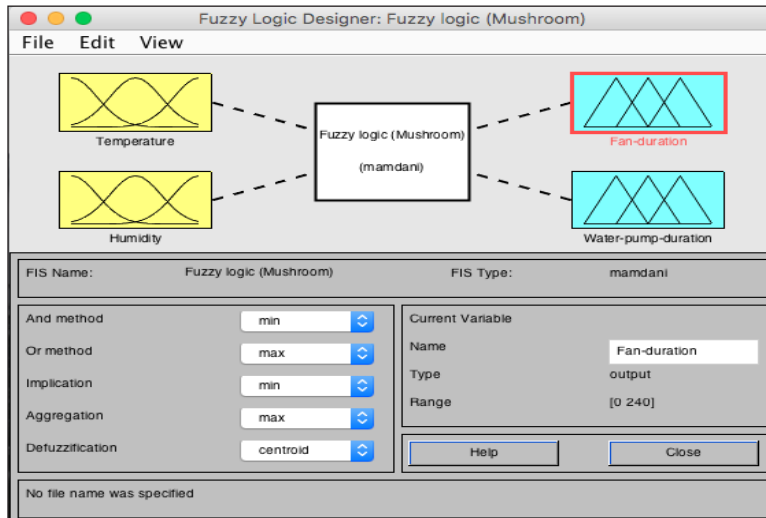 Fuzzy Logic Designer: Fuzzy logic (Mushroom)
File Edit View
Temperature
Humidity
Fuzzy logic (Mushroom)
(mamdani)
Fan-duration
Water-pump-duration
FIS Name: Fuzzy logic (Mushroom) FIS Type: mamdani
And method min
Or method max
Implication min
Aggregation max
Defuzzification centroid
Current Variable
Name Fan-duration
Type output
Range [0 240]
Help Close
No file name was specified